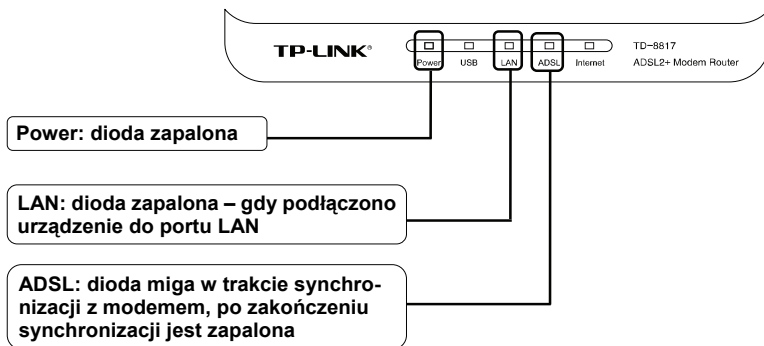 TP-LINK®
Power USB LAN ADSL Internet
TD-8817
ADSL2+ Modem Router
Power: dioda zapalona
LAN: dioda zapalona – gdy podłączono
urządzenie do portu LAN
ADSL: dioda miga w trakcie synchro-
nizacji z modemem, po zakończeniu
synchronizacji jest zapalona